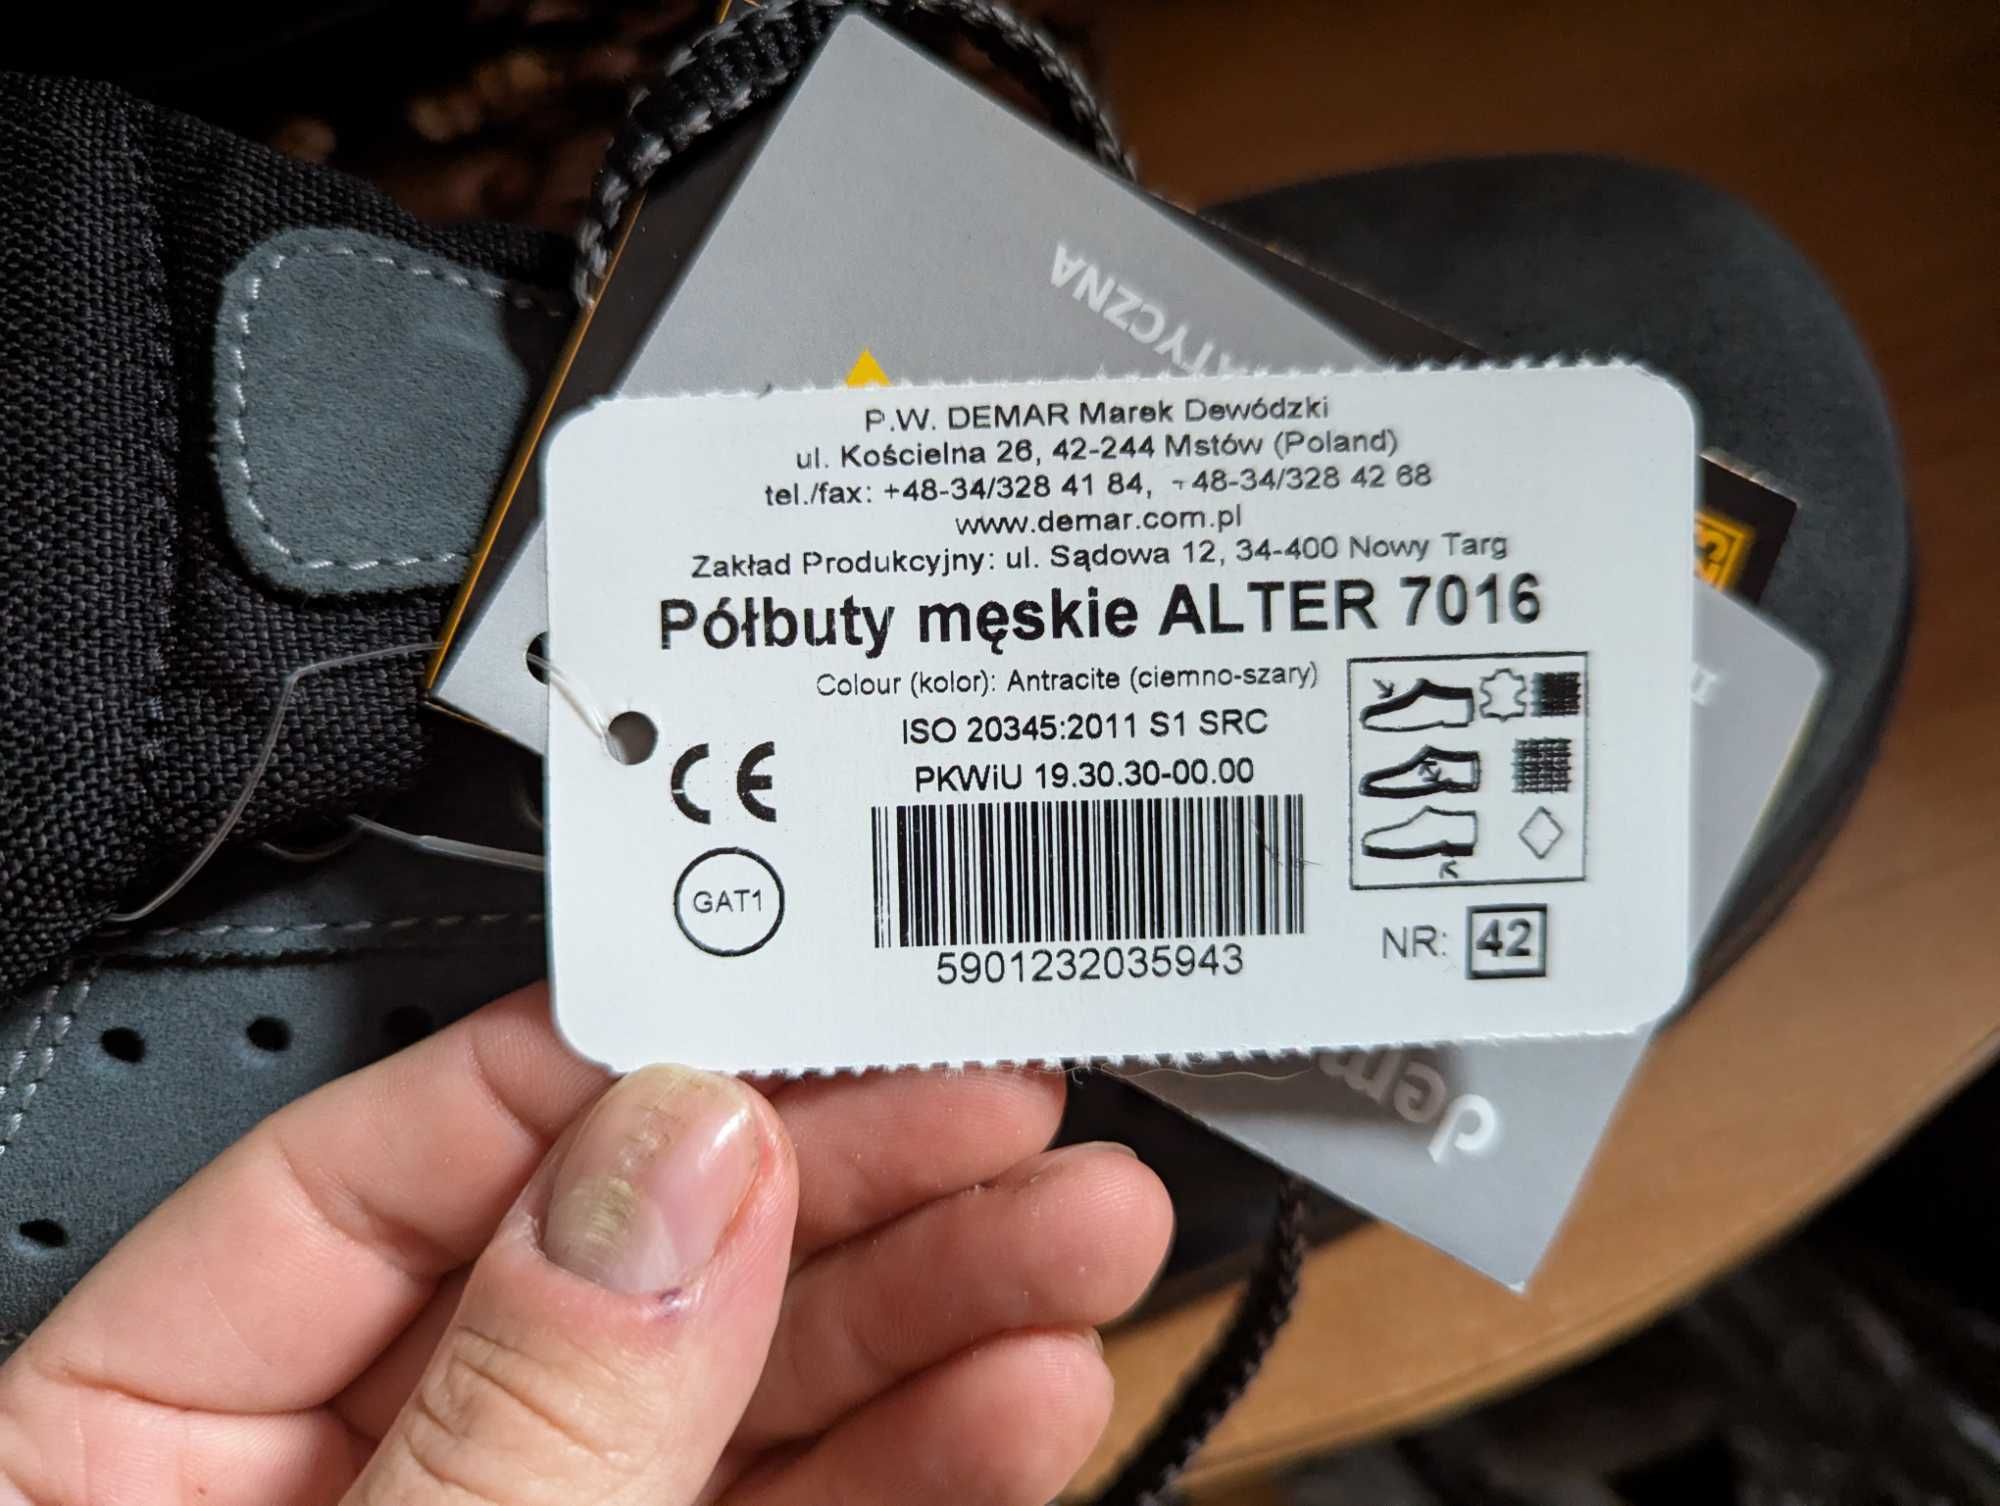 ATYCZNA
P.W. DEMAR Marek Dewódzki
ul. Kościelna 26, 42-244 Mstów (Poland)
tel./fax: +48-34/328 41 84, +48-34/328 42 68
www.demar.com.pl
Zakład Produkcyjny: ul. Sądowa 12, 34-400 Nowy Targ
Półbuty męskie ALTER 7016
Colour (kolor): Antracite (ciemno-szary)
ISO 20345:2011 S1 SRC
PKWiU 19.30.30-00.00
CE
GAT1
5901232035943
NR: 42
dem